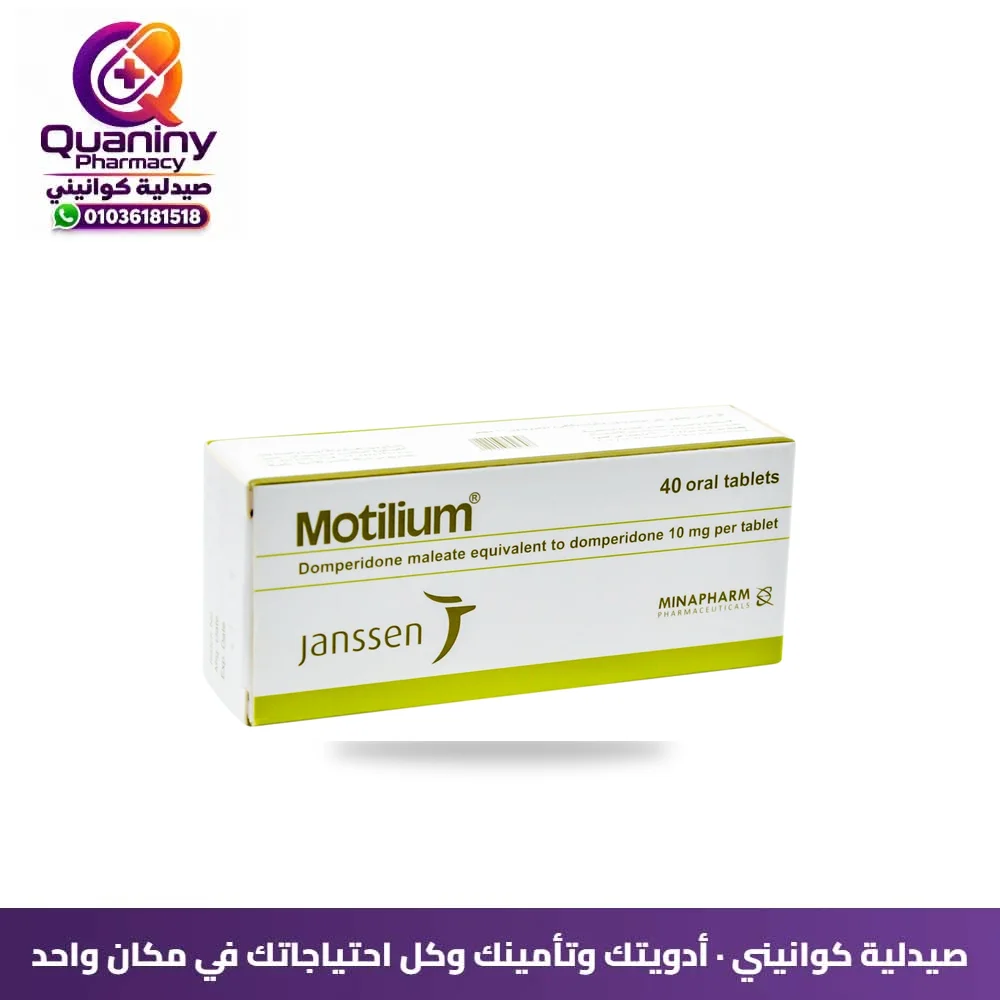 Quaniny
Pharmacy
صيدلية كوانيني
01036181518
Motilium®
40 oral tablets
Domperidone maleate equivalent to domperidone 10 mg per tablet
janssen
MINAPHARM
PHARMACEUTICALS
صيدلية كوانيني · أدويتك وتأمينك وكل احتياجاتك في مكان واحد